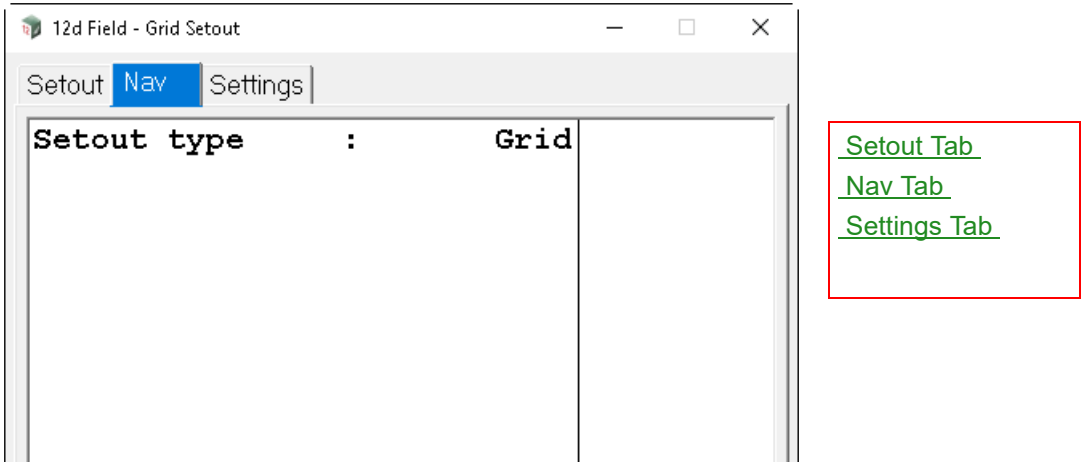 12d Field - Grid Setout
Setout Nav Settings
Setout type : Grid
Setout Tab
Nav Tab
Settings Tab